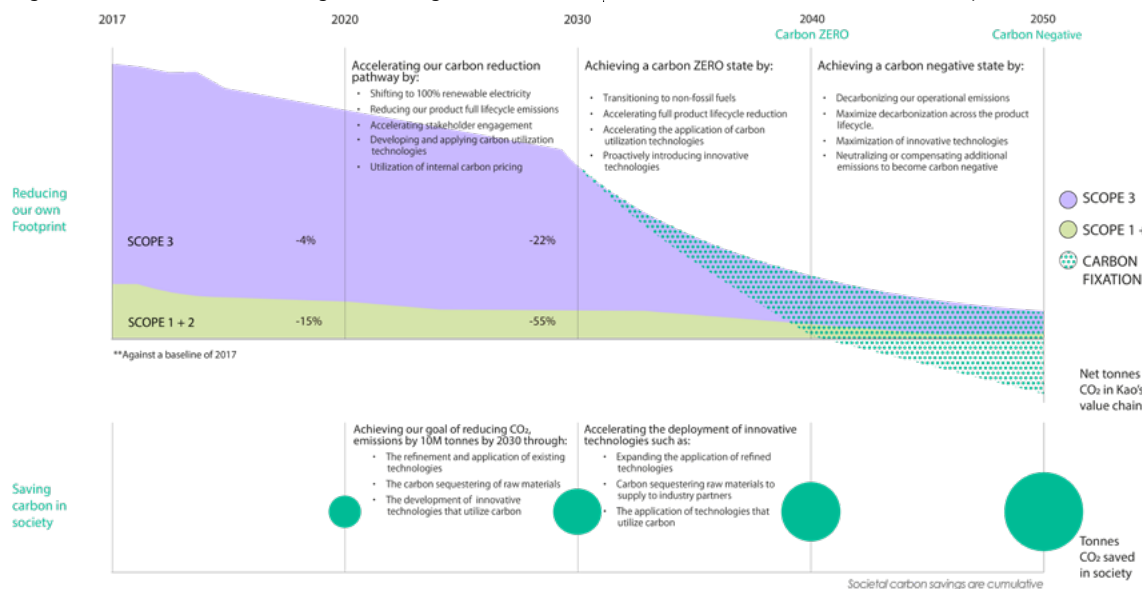 2017
2020
2030
2040
2050
Carbon ZERO
Carbon Negative
Accelerating our carbon reduction
pathway by:
• Shifting to 100% renewable electricity
• Reducing our product full lifecycle emissions
• Accelerating stakeholder engagement
• Developing and applying carbon utilization
technologies
• Utilization of internal carbon pricing
Achieving a carbon ZERO state by:
• Transitioning to non-fossil fuels
• Accelerating full product lifecycle reduction
• Accelerating the application of carbon
utilization technologies
• Proactively introducing innovative
technologies
Achieving a carbon negative state by:
• Decarbonizing our operational emissions
• Maximize decarbonization across the product
lifecycle.
• Maximization of innovative technologies
• Neutralizing or compensating additional
emissions to become carbon negative
Reducing
our own
Footprint
SCOPE 3
-4%
-22%
SCOPE 1 + 2
-15%
-55%
**Against a baseline of 2017
SCOPE 3
SCOPE 1 +
CARBON
FIXATION
Net tonnes
CO₂ in Kao's
value chain
Saving
carbon in
society
Achieving our goal of reducing CO₂,
emissions by 10M tonnes by 2030 through:
• The refinement and application of existing
technologies
• The carbon sequestering of raw materials
• The development of innovative
technologies that utilize carbon
Accelerating the deployment of innovative
technologies such as:
• Expanding the application of refined
technologies
• Carbon sequestering raw materials to
supply to industry partners
• The application of technologies that
utilize carbon
Tonnes
CO₂ saved
in society
Societal carbon savings are cumulative